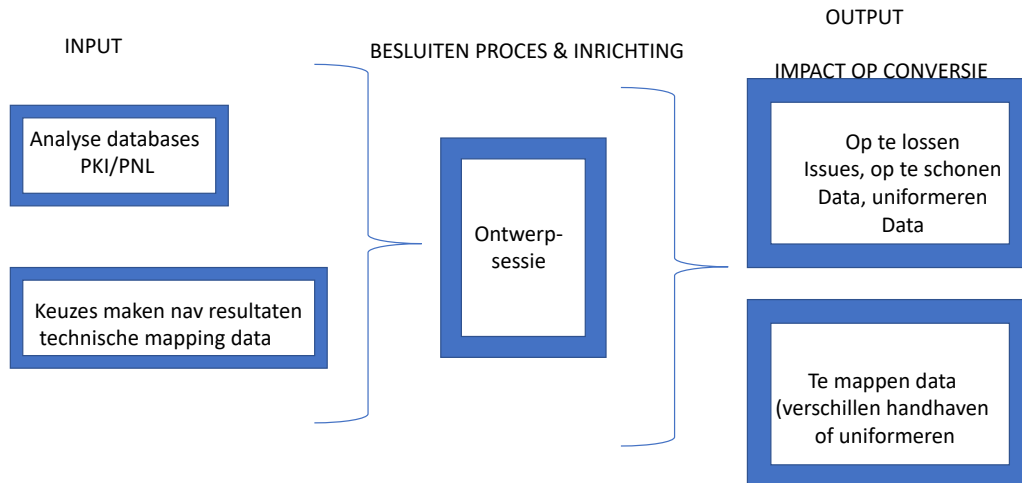 INPUT
BESLUITEN PROCES & INRICHTING
OUTPUT
IMPACT OP CONVERSIE
Analyse databases
PKI/PNL
Keuzes maken nav resultaten
technische mapping data
Ontwerp-
sessie
Op te lossen
Issues, op te schonen
Data, uniformeren
Data
Te mappen data
(verschillen handhaven
of uniformeren